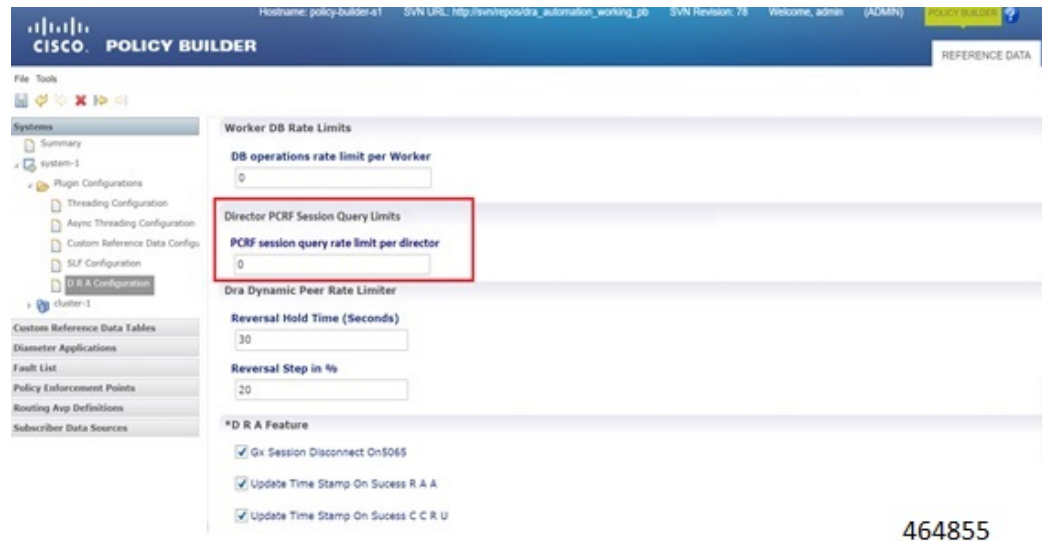 Hostname: policy-builder-s1 SVN URL: http://svn/repos/dra_automation_working_pb SVN Revision: 78 Welcome, admin (ADMIN) POLICY BUILDER ?
CISCO. POLICY BUILDER
REFERENCE DATA
File Tools
Systems
Summary
system-1
Plugin Configurations
Threading Configuration
Async Threading Configuration
Custom Reference Data Configu
SLF Configuration
D R A Configuration
cluster-1
Custom Reference Data Tables
Diameter Applications
Fault List
Policy Enforcement Points
Routing Avp Definitions
Subscriber Data Sources
Worker DB Rate Limits
DB operations rate limit per Worker
0
Director PCRF Session Query Limits
PCRF session query rate limit per director
0
Dra Dynamic Peer Rate Limiter
Reversal Hold Time (Seconds)
30
Reversal Step in %
20
*D R A Feature
Gx Session Disconnect On5065
Update Time Stamp On Sucess R A A
Update Time Stamp On Sucess C C R U
464855